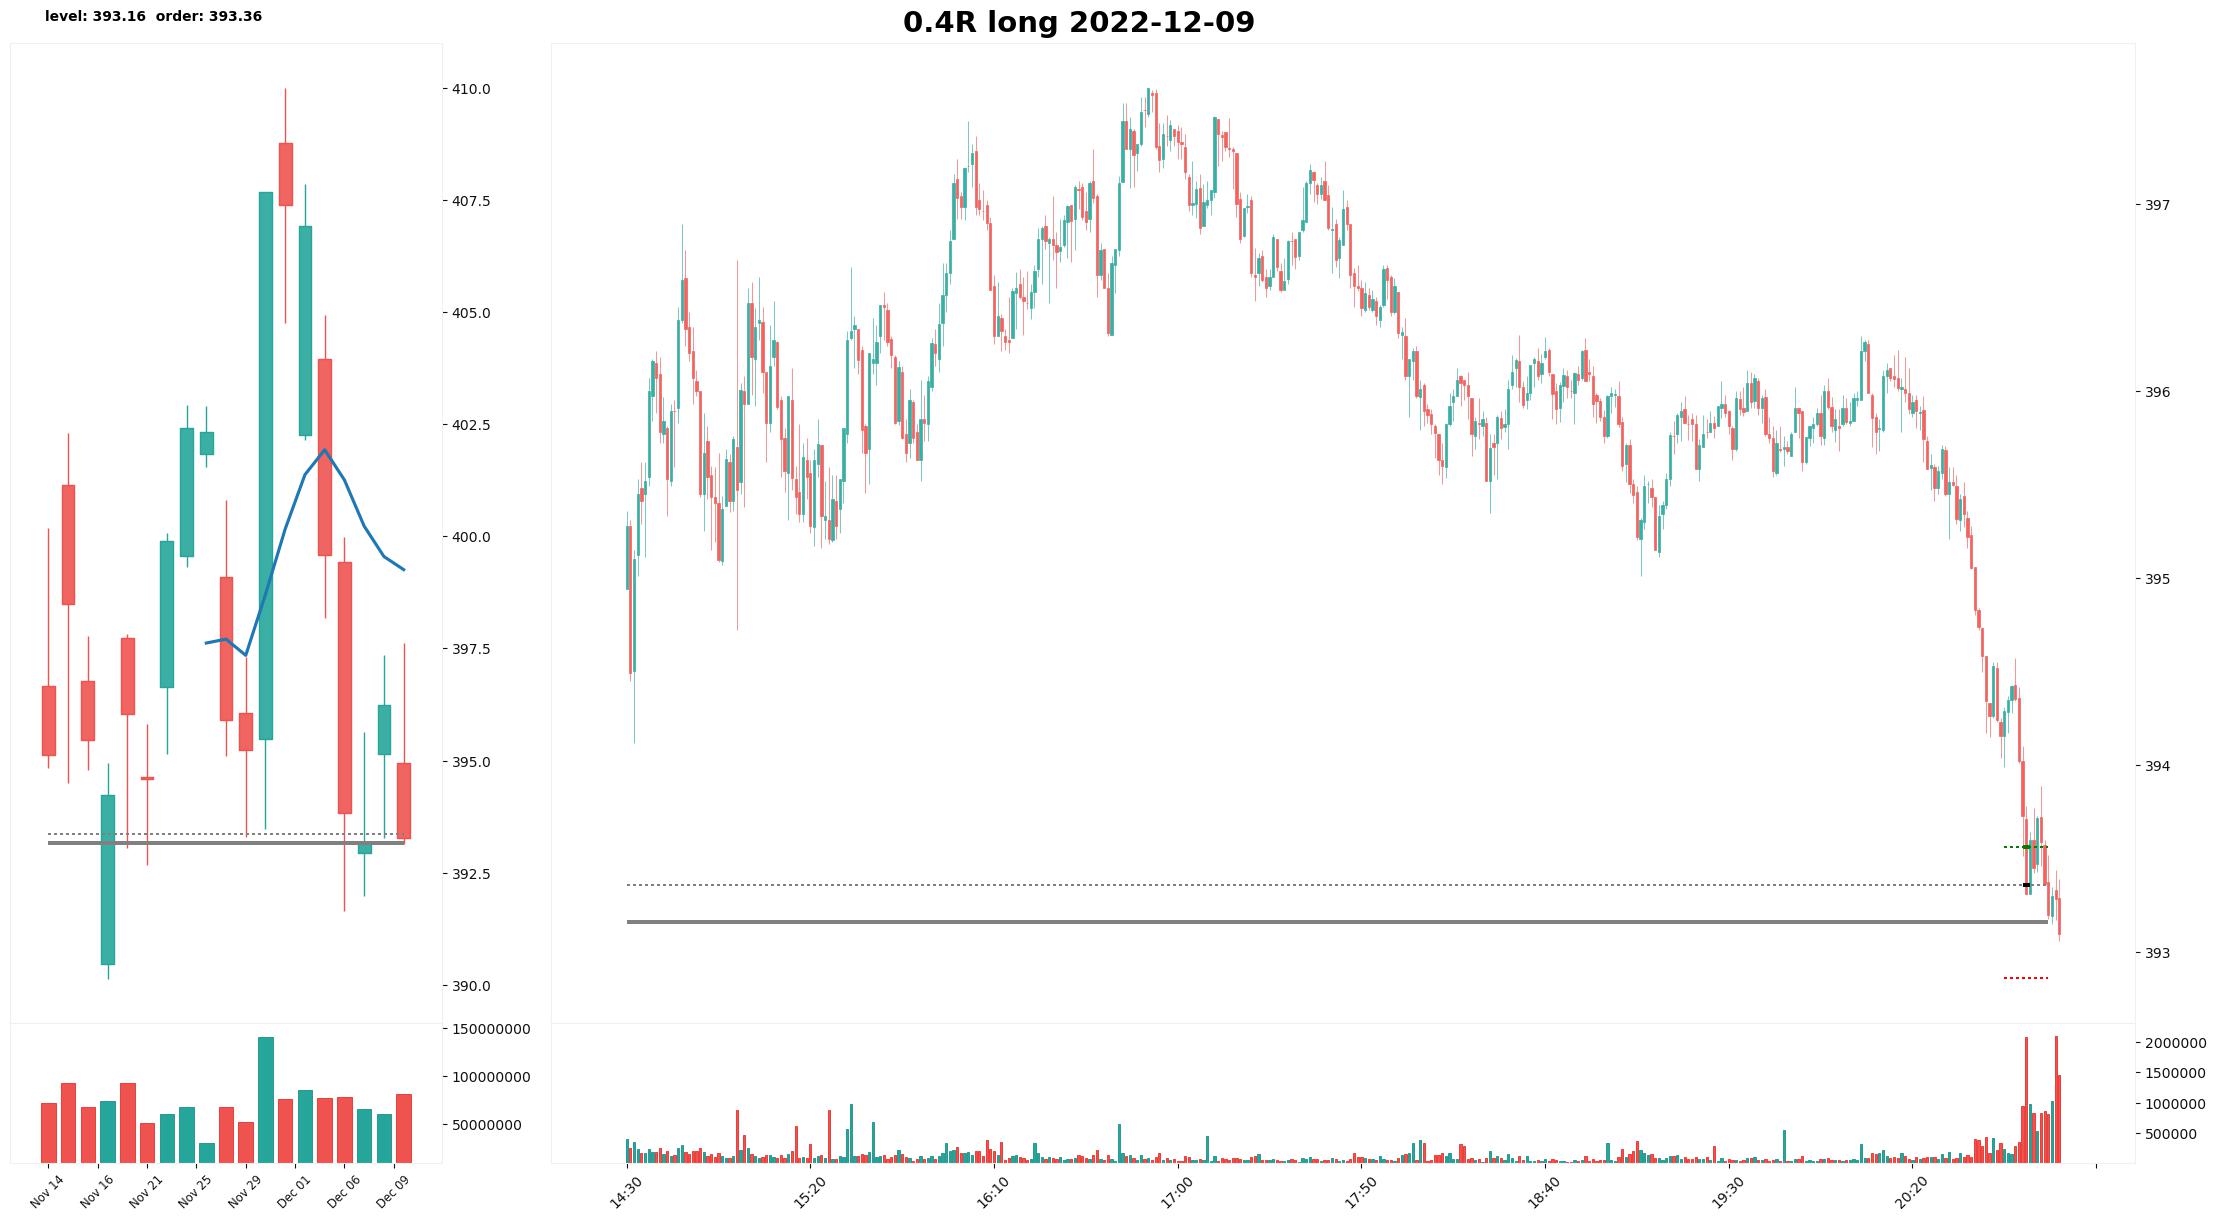 level: 393.16  order: 393.36
0.4R long 2022-12-09
410.0
407.5
405.0
402.5
400.0
397.5
395.0
392.5
390.0
150000000
100000000
50000000
Nov 14
Nov 16
Nov 21
Nov 25
Nov 29
Dec 01
Dec 06
Dec 09
397
396
395
394
393
2000000
1500000
1000000
500000
14:30
15:20
16:10
17:00
17:50
18:40
19:30
20:20